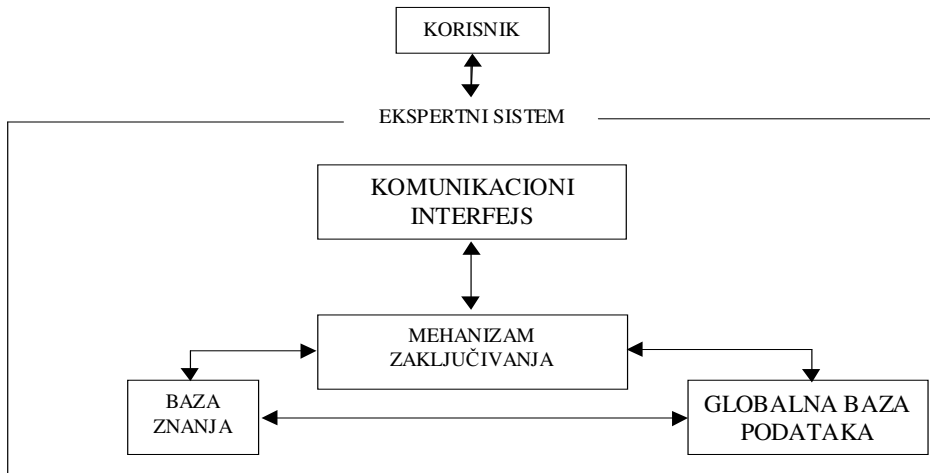 KORISNIK
EKSPERTNI SISTEM
KOMUNIKACIONI
INTERFEJS
MEHANIZAM
ZAKLJUČIVANJA
BAZA
ZNANJA
GLOBALNA BAZA
PODATAKA